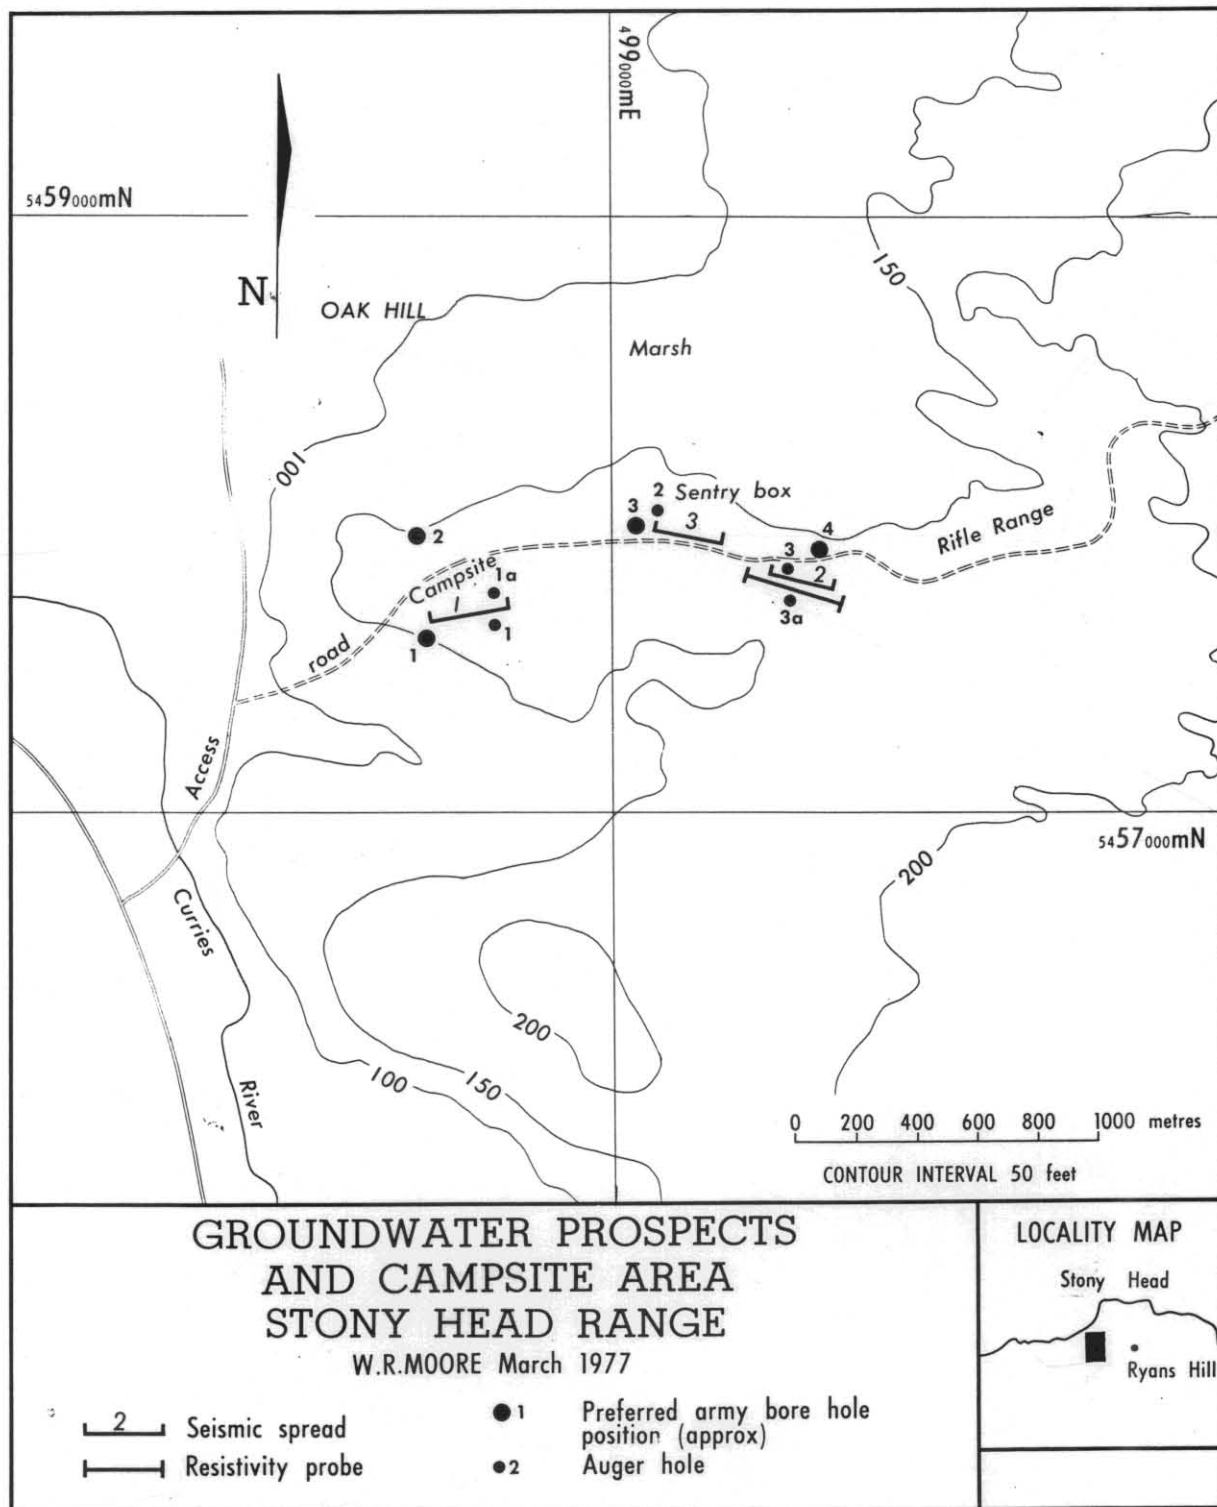 499000mE
5459000mN
N
150
OAK HILL
Marsh
100
2
Sentry box
3
3
4
Rifle Range
2
Campsite
1a
3
2
1
3a
1
1
road
Access
5457000mN
200
Curries
200
150
100
River
0 200 400 600 800 1000 metres
CONTOUR INTERVAL 50 feet
GROUNDWATER PROSPECTS
AND CAMPSITE AREA
STONY HEAD RANGE
W.R.MOORE March 1977
2 Seismic spread
Resistivity probe
1 Preferred army bore hole
position (approx)
2 Auger hole
LOCALITY MAP
Stony Head
Ryans Hill